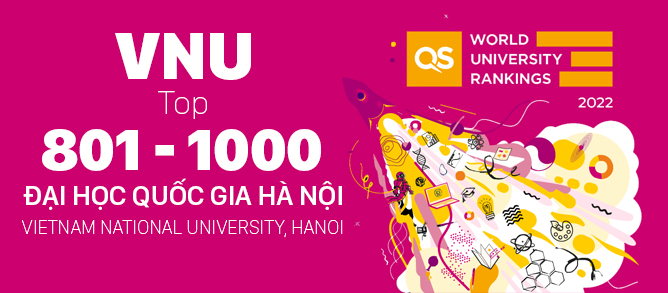 VNU
Top
801 - 1000
ĐẠI HỌC QUỐC GIA HÀ NỘI
VIETNAM NATIONAL UNIVERSITY, HANOI
QS
WORLD
UNIVERSITY
RANKINGS
2022